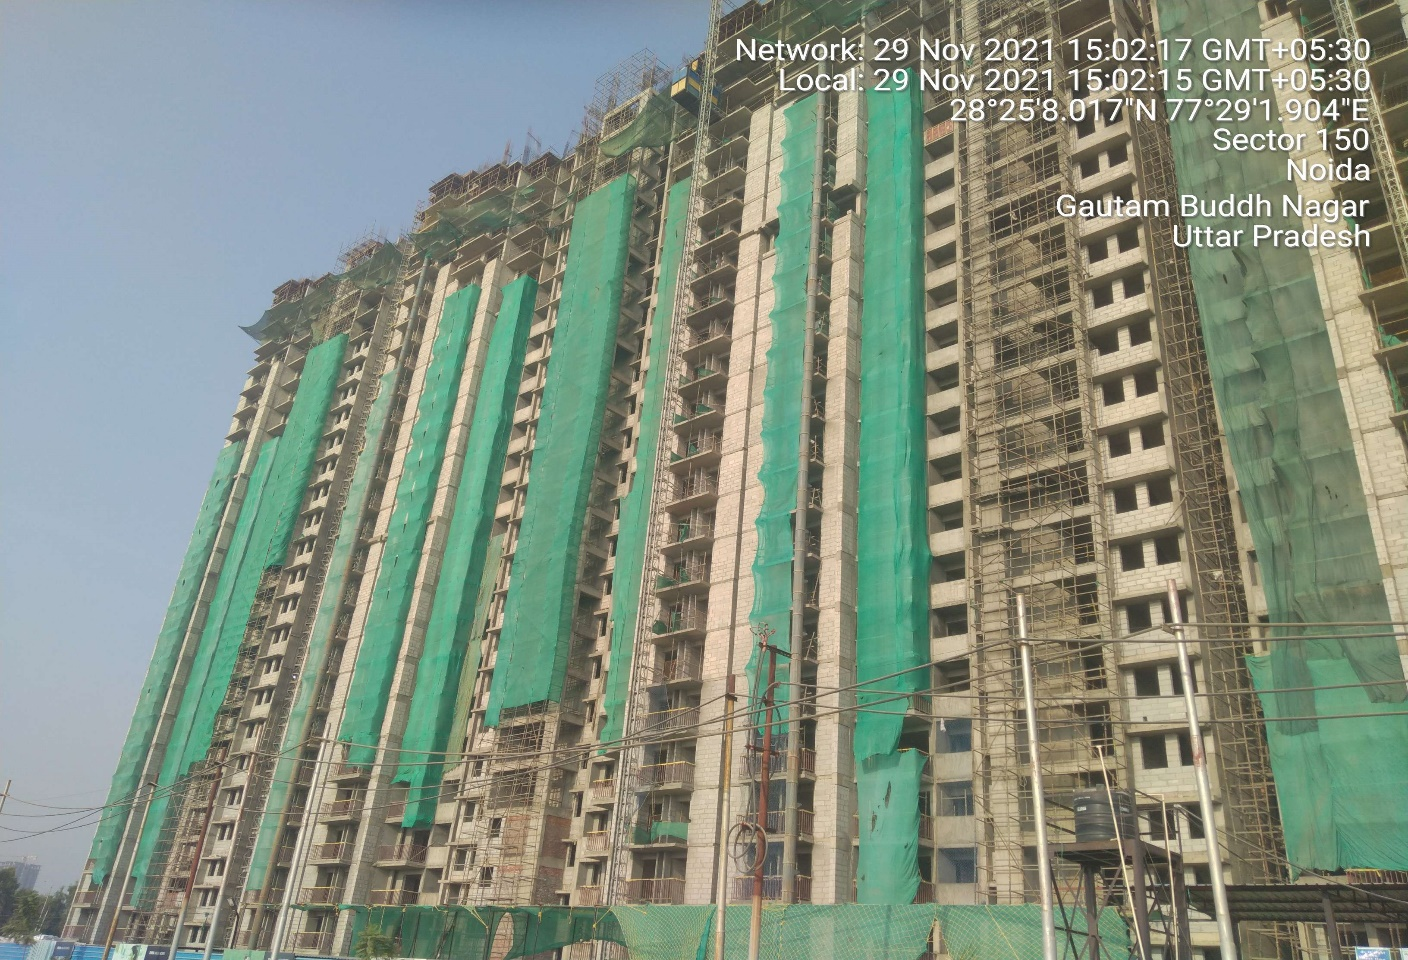 Network: 29 Nov 2021 15:02:17 GMT+05:30
Local: 29 Nov 2021 15:02:15 GMT+05:30
28°25'8.017"N 77°29'1.904"E
Sector 150
Noida
Gautam Buddh Nagar
Uttar Pradesh